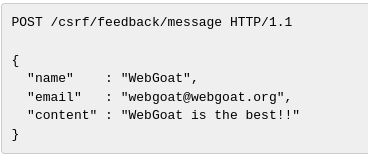 POST /csrf/feedback/message HTTP/1.1

{
  "name"    : "WebGoat",
  "email"   : "webgoat@webgoat.org",
  "content" : "WebGoat is the best!!"
}